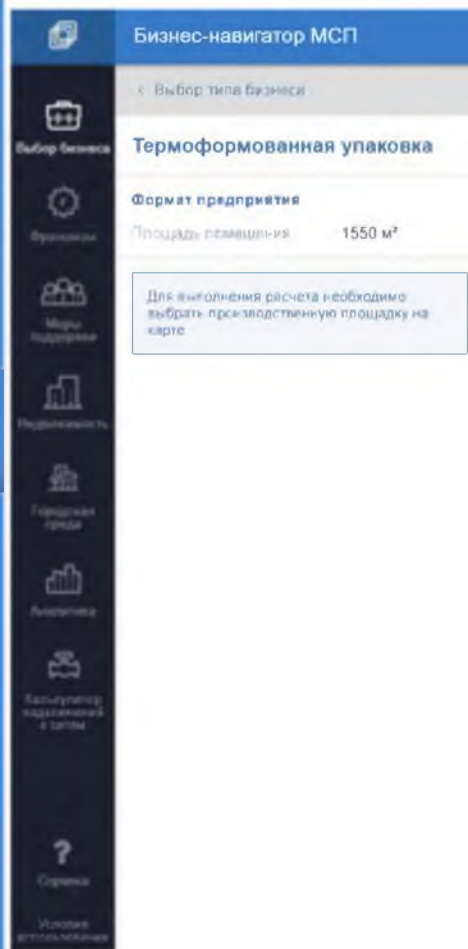 Бизнес-навигатор МСП
< Выбор типа бизнеса
Выбор бизнеса
Термоформованная упаковка
Формат предприятия
Площадь помещения 1550 м²
Франшизы
Для выполнения расчета необходимо
выбрать производственную площадку на
карте
Меры
поддержки
Недвижимость
Городская
среда
Аналитика
Калькулятор
подключения
к сетям
?
Справка
Условия
использования